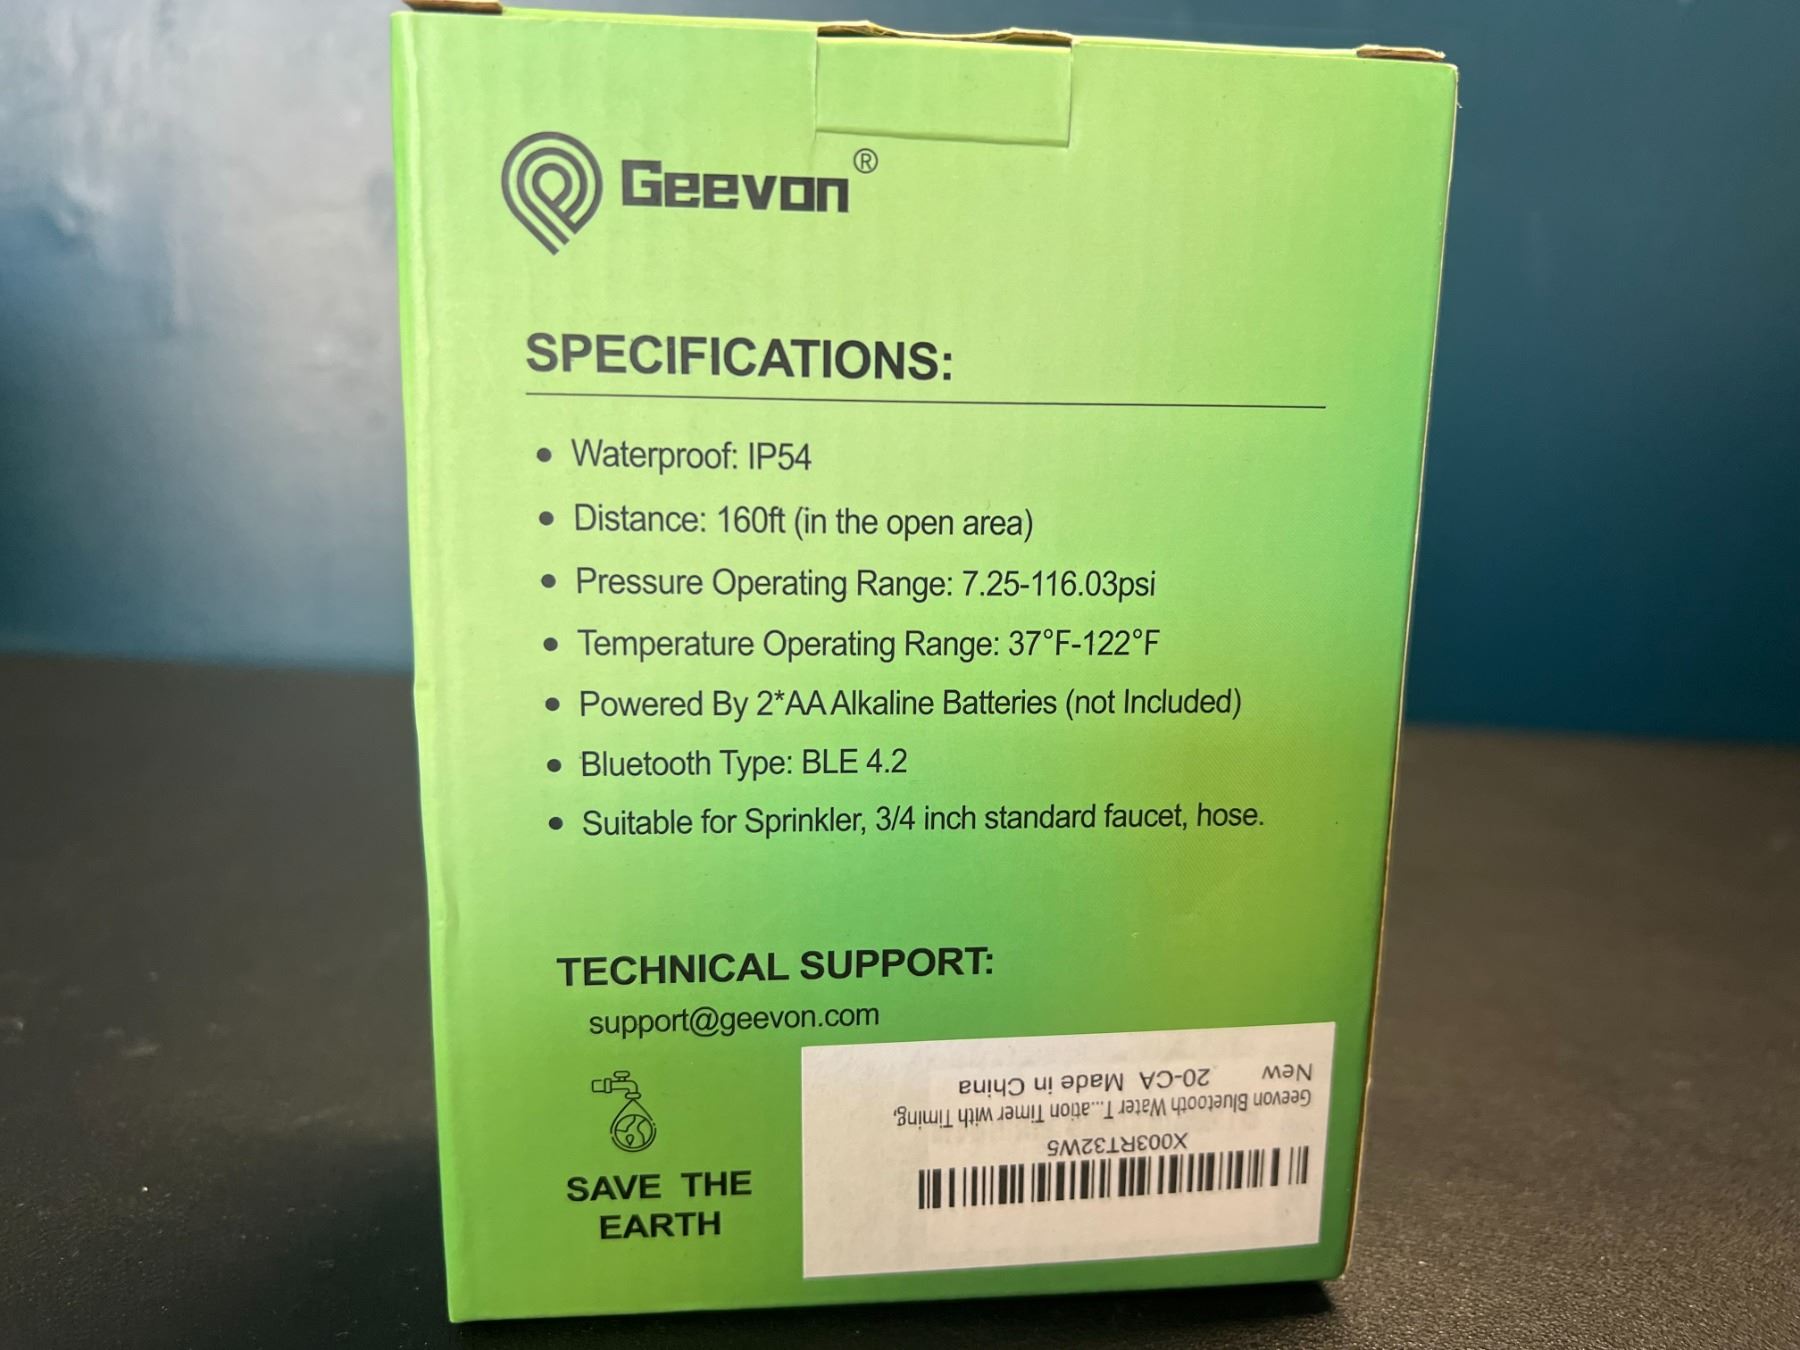 Geevon®
SPECIFICATIONS:
• Waterproof: IP54
• Distance: 160ft (in the open area)
• Pressure Operating Range: 7.25-116.03psi
• Temperature Operating Range: 37°F-122°F
• Powered By 2*AA Alkaline Batteries (not Included)
• Bluetooth Type: BLE 4.2
• Suitable for Sprinkler, 3/4 inch standard faucet, hose.
TECHNICAL SUPPORT:
support@geevon.com
SAVE THE
EARTH
X003RT32W5
Geevon Bluetooth Water T...ation Timer with Timing,
New 20-CA Made in China